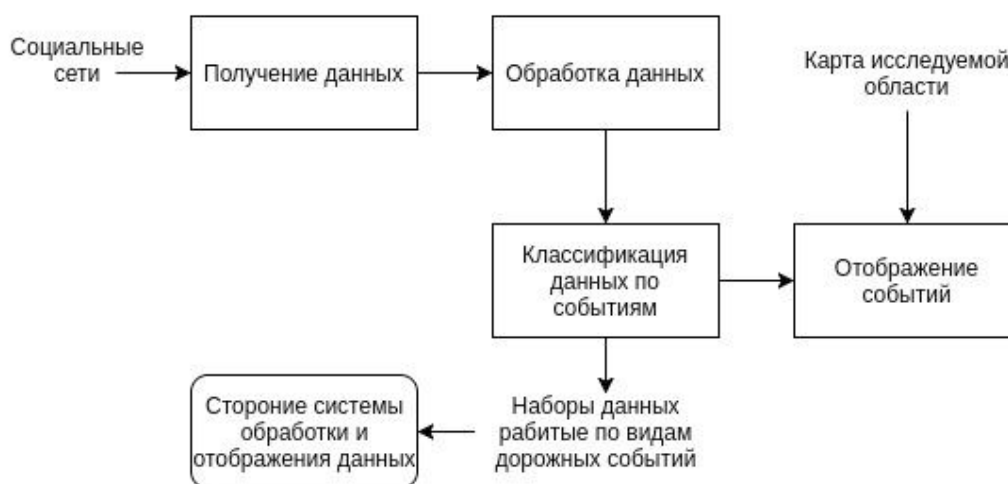 Социальные
сети
Получение данных
Обработка данных
Карта исследуемой
области
Классификация
данных по
событиям
Отображение
событий
Стороние системы
обработки и
отображения данных
Наборы данных
рабитые по видам
дорожных событий